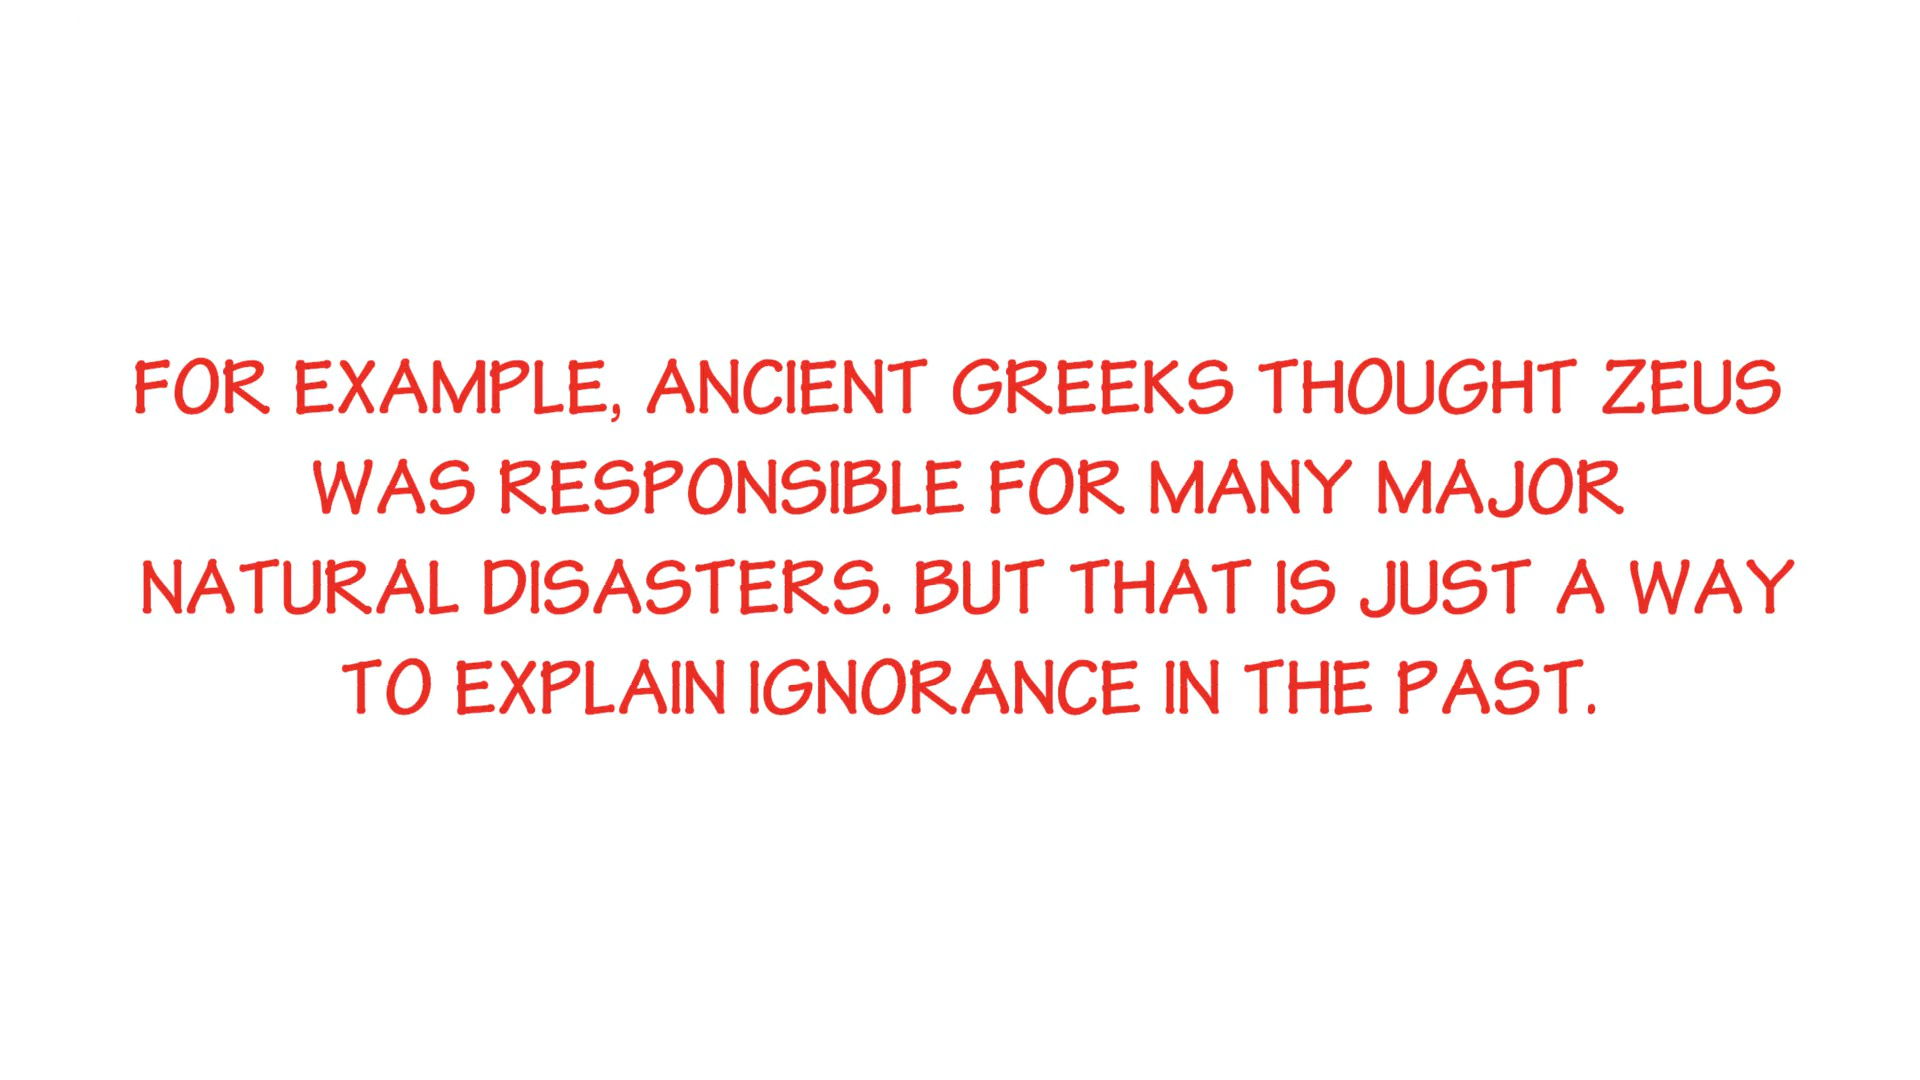 FOR EXAMPLE, ANCIENT GREEKS THOUGHT ZEUS
WAS RESPONSIBLE FOR MANY MAJOR
NATURAL DISASTERS. BUT THAT IS JUST A WAY
TO EXPLAIN IGNORANCE IN THE PAST.